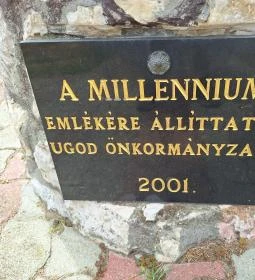 A MILLENNIUM
EMLÉKÉRE ÁLLÍTTAT
UGOD ÖNKORMÁNYZA
2001.